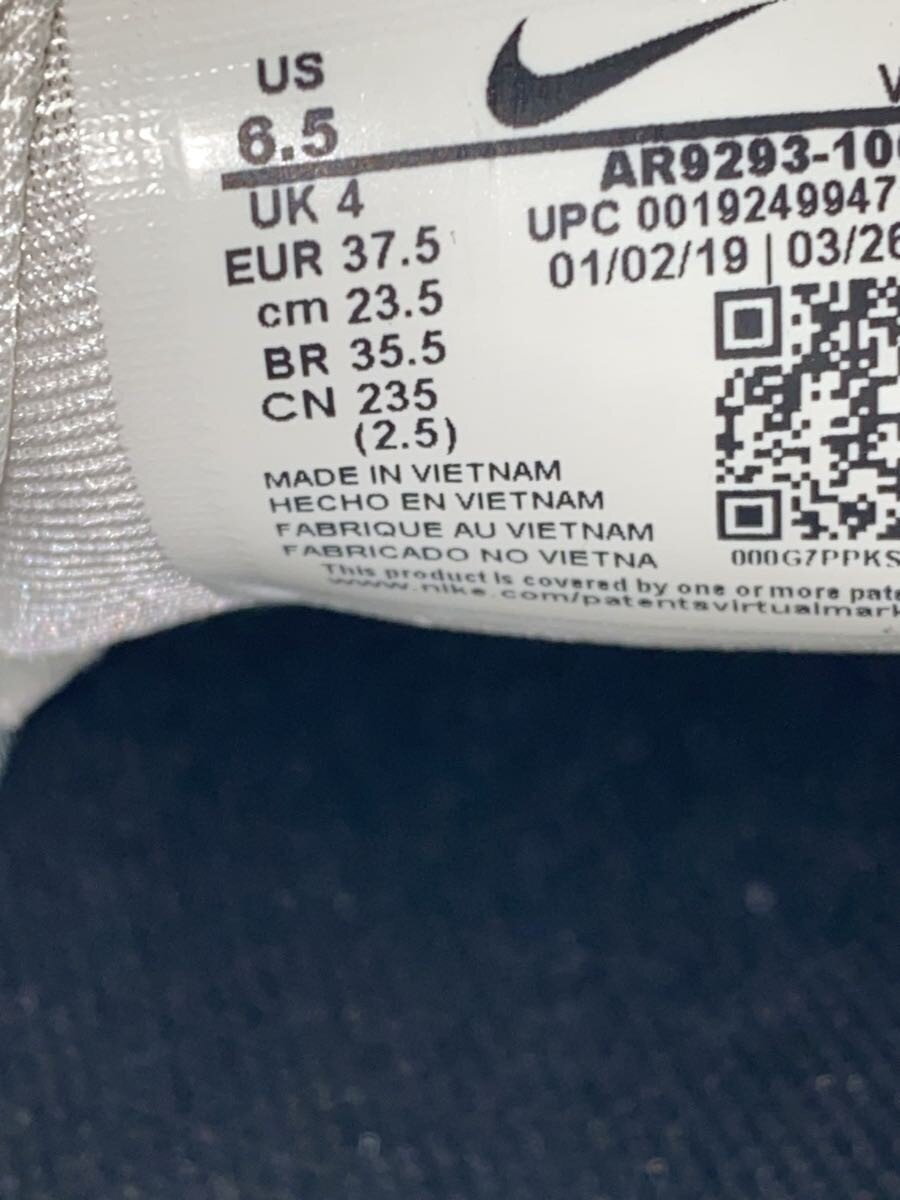 US
6.5
UK 4
EUR 37.5
cm 23.5
BR 35.5
CN 235
(2.5)
MADE IN VIETNAM
HECHO EN VIETNAM
FABRIQUE AU VIETNAM
FABRICADO NO VIETNA
This product is covered by one or more pate
www.nike.com/patentsvirtualmark
V
AR9293-10
UPC 0019249947
01/02/19 | 03/26
000G7PPKS